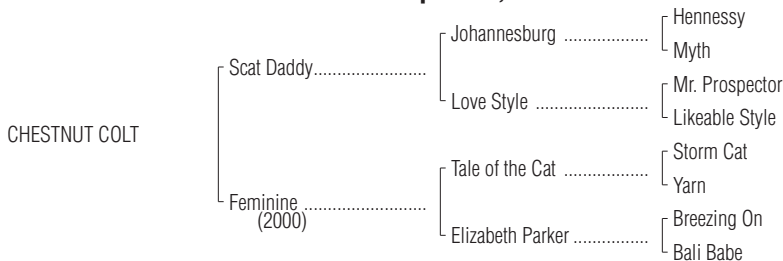 Hennessy
Johannesburg ..................
Myth
Scat Daddy........................
Mr. Prospector
Love Style ........................
Likeable Style
CHESTNUT COLT
Storm Cat
Tale of the Cat ..................
Yarn
Feminine ..........................
(2000)
Breezing On
Elizabeth Parker ................
Bali Babe